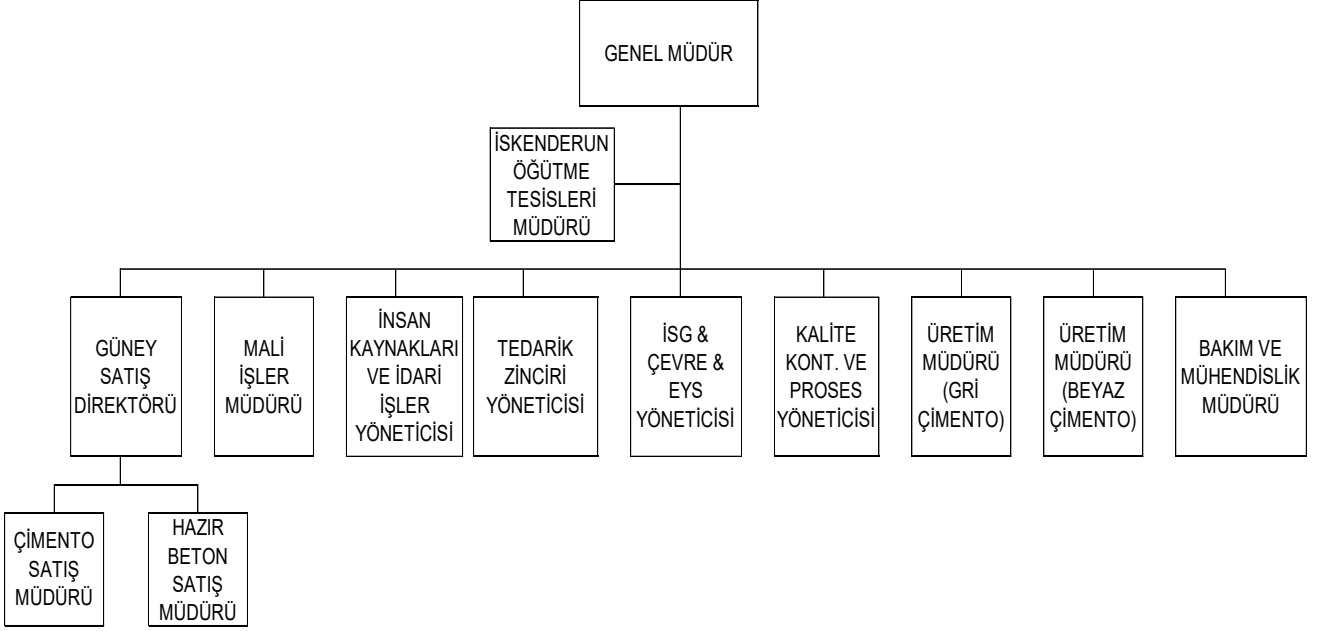 GENEL MÜDÜR
İSKENDERUN
ÖĞÜTME
TESİSLERİ
MÜDÜRÜ
GÜNEY
SATIŞ
DİREKTÖRÜ
MALİ
İŞLER
MÜDÜRÜ
İNSAN
KAYNAKLARI
VE İDARİ
İŞLER
YÖNETİCİSİ
TEDARİK
ZİNCİRİ
YÖNETİCİSİ
İSG &
ÇEVRE &
EYS
YÖNETİCİSİ
KALİTE
KONT. VE
PROSES
YÖNETİCİSİ
ÜRETİM
MÜDÜRÜ
(GRİ
ÇİMENTO)
ÜRETİM
MÜDÜRÜ
(BEYAZ
ÇİMENTO)
BAKIM VE
MÜHENDİSLİK
MÜDÜRÜ
ÇİMENTO
SATIŞ
MÜDÜRÜ
HAZIR
BETON
SATIŞ
MÜDÜRÜ